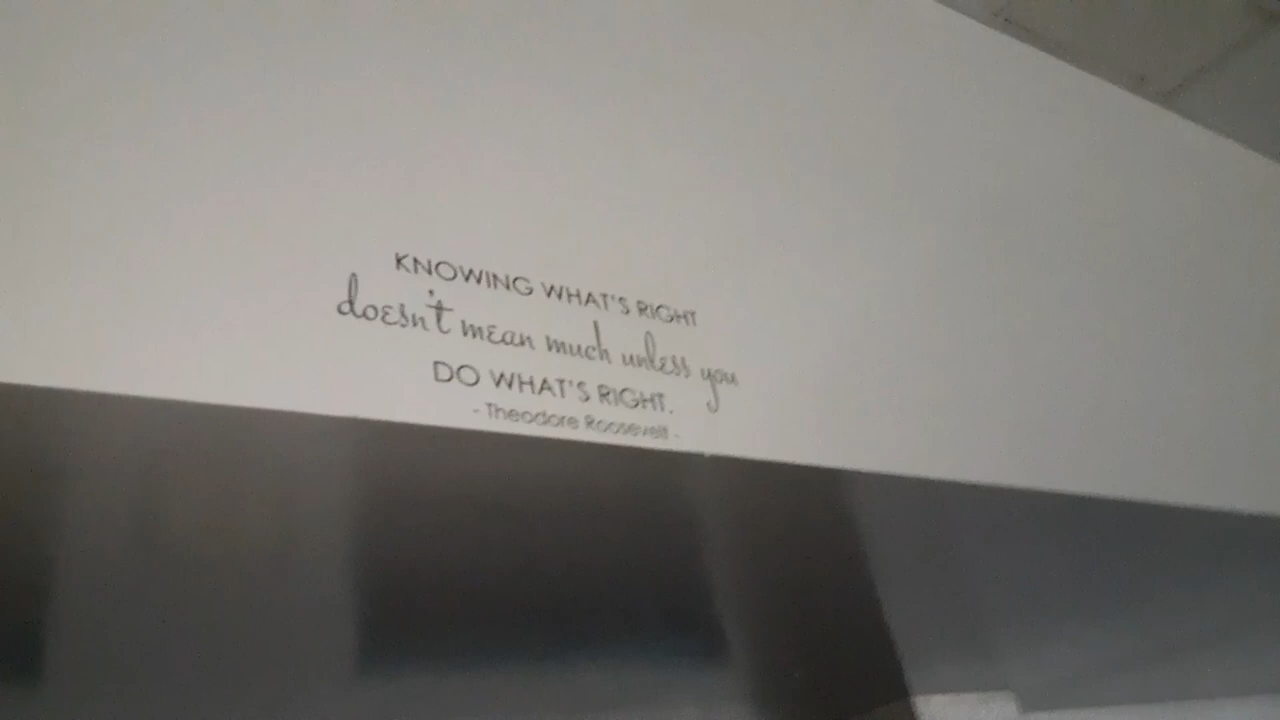 KNOWING WHAT'S RIGHT
doesn't mean much unless you
DO WHAT'S RIGHT.
- Theodore Roosevelt -